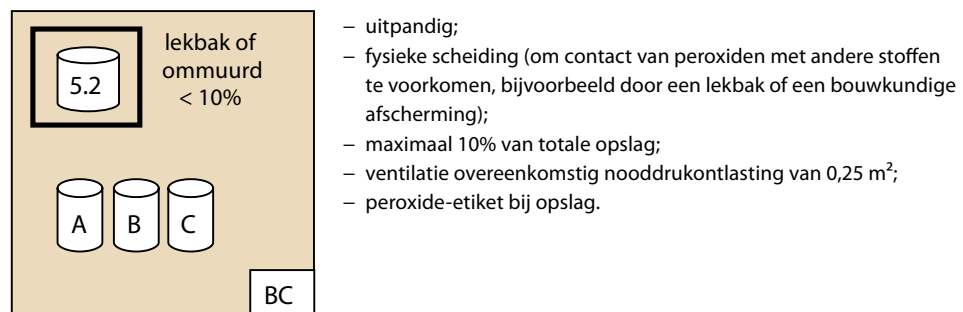 lekbak of
ommuurd
< 10%
5.2
A B C
BC
– uitpandig;
– fysieke scheiding (om contact van peroxiden met andere stoffen
te voorkomen, bijvoorbeeld door een lekbak of een bouwkundige
afscherming);
– maximaal 10% van totale opslag;
– ventilatie overeenkomstig nooddrukontlasting van 0,25 m²;
– peroxide-etiket bij opslag.